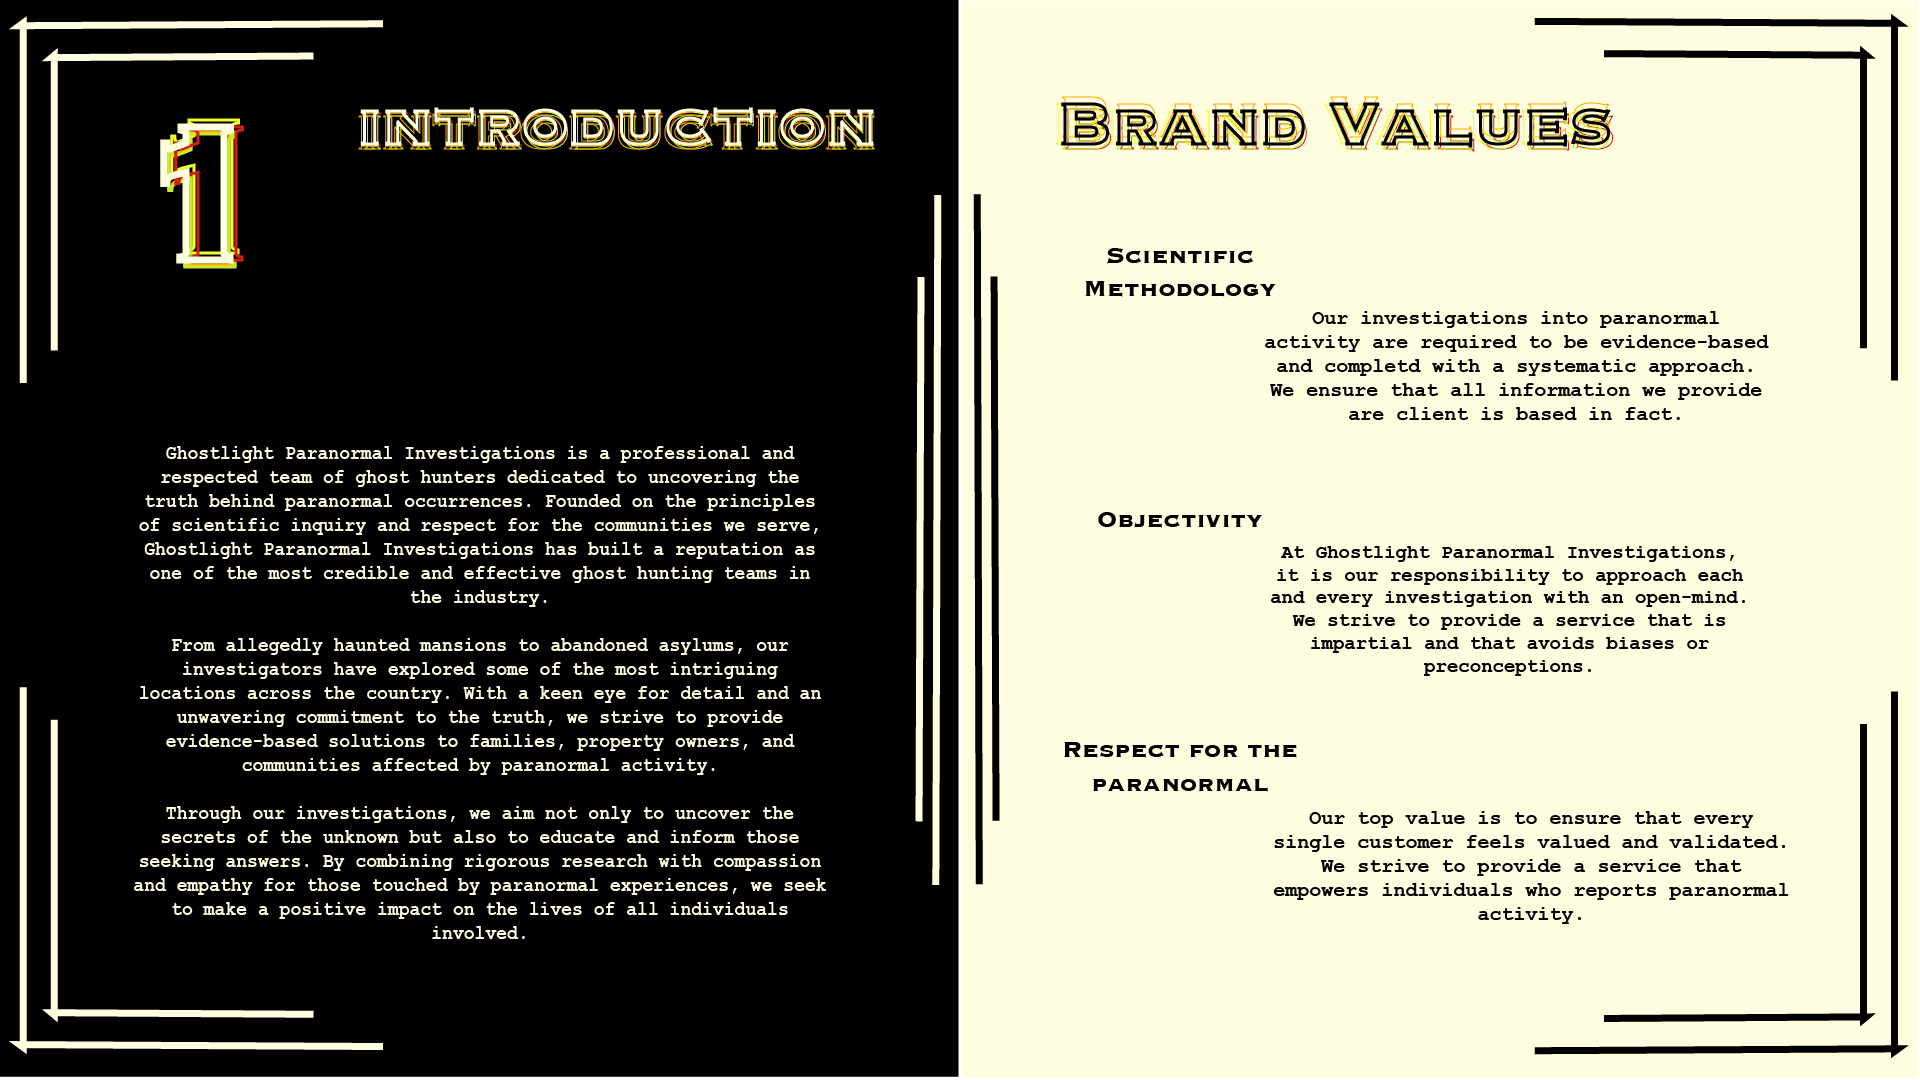 1
INTRODUCTION
Ghostlight Paranormal Investigations is a professional and
respected team of ghost hunters dedicated to uncovering the
truth behind paranormal occurrences. Founded on the principles
of scientific inquiry and respect for the communities we serve,
Ghostlight Paranormal Investigations has built a reputation as
one of the most credible and effective ghost hunting teams in
the industry.
From allegedly haunted mansions to abandoned asylums, our
investigators have explored some of the most intriguing
locations across the country. With a keen eye for detail and an
unwavering commitment to the truth, we strive to provide
evidence-based solutions to families, property owners, and
communities affected by paranormal activity.
Through our investigations, we aim not only to uncover the
secrets of the unknown but also to educate and inform those
seeking answers. By combining rigorous research with compassion
and empathy for those touched by paranormal experiences, we seek
to make a positive impact on the lives of all individuals
involved.
Brand Values
Scientific
Methodology
Our investigations into paranormal
activity are required to be evidence-based
and completd with a systematic approach.
We ensure that all information we provide
are client is based in fact.
Objectivity
At Ghostlight Paranormal Investigations,
it is our responsibility to approach each
and every investigation with an open-mind.
We strive to provide a service that is
impartial and that avoids biases or
preconceptions.
Respect for the
paranormal
Our top value is to ensure that every
single customer feels valued and validated.
We strive to provide a service that
empowers individuals who reports paranormal
activity.